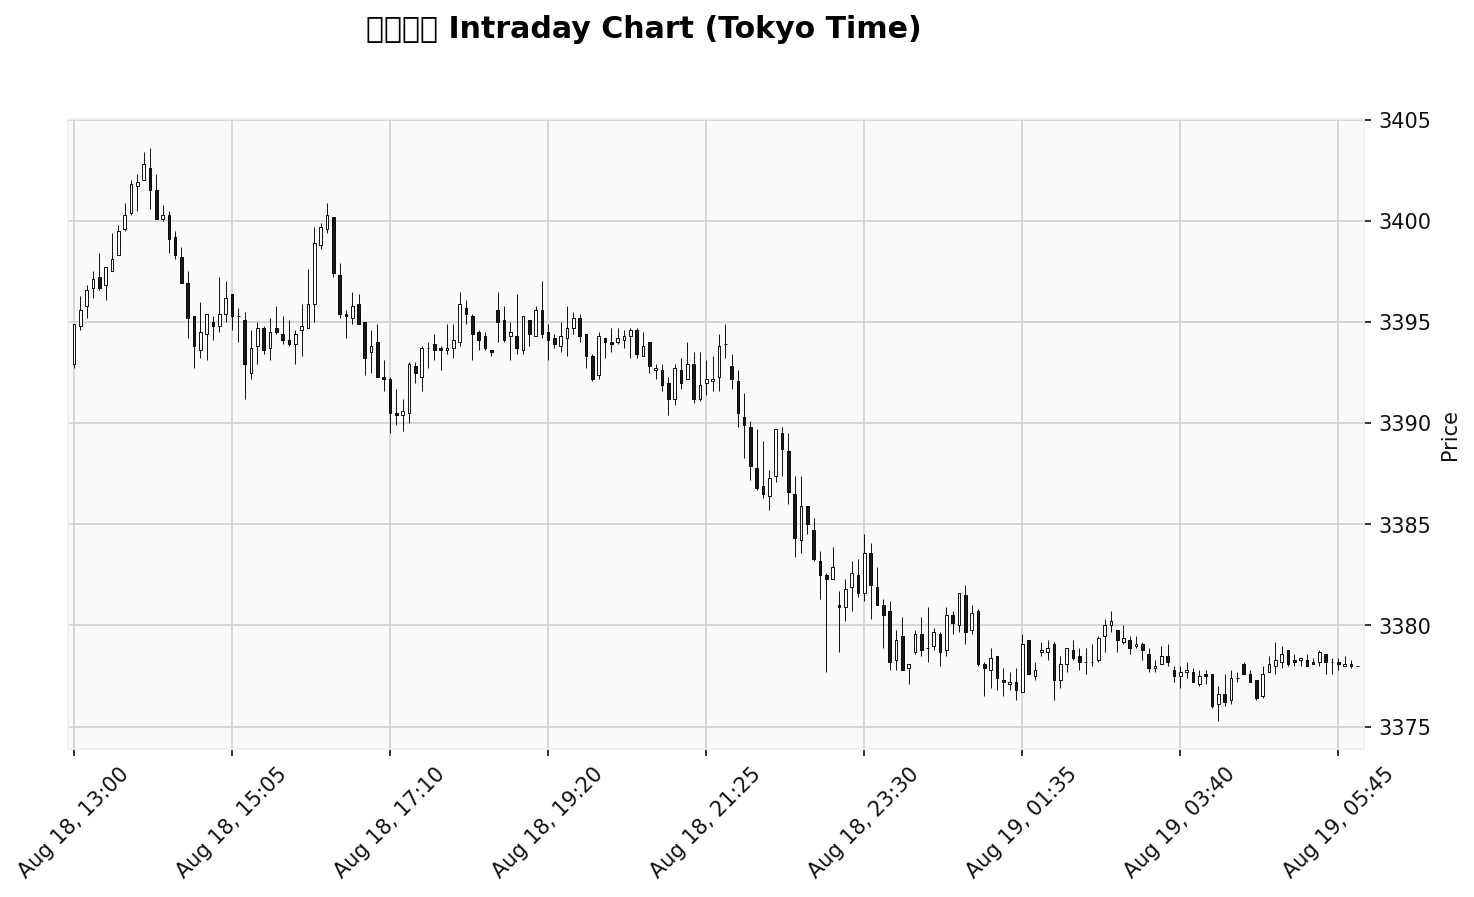 Intraday Chart (Tokyo Time)
3405
3400
3395
3390
3385
3380
3375
Price
Aug 18, 13:00
Aug 18, 15:05
Aug 18, 17:10
Aug 18, 19:20
Aug 18, 21:25
Aug 18, 23:30
Aug 19, 01:35
Aug 19, 03:40
Aug 19, 05:45